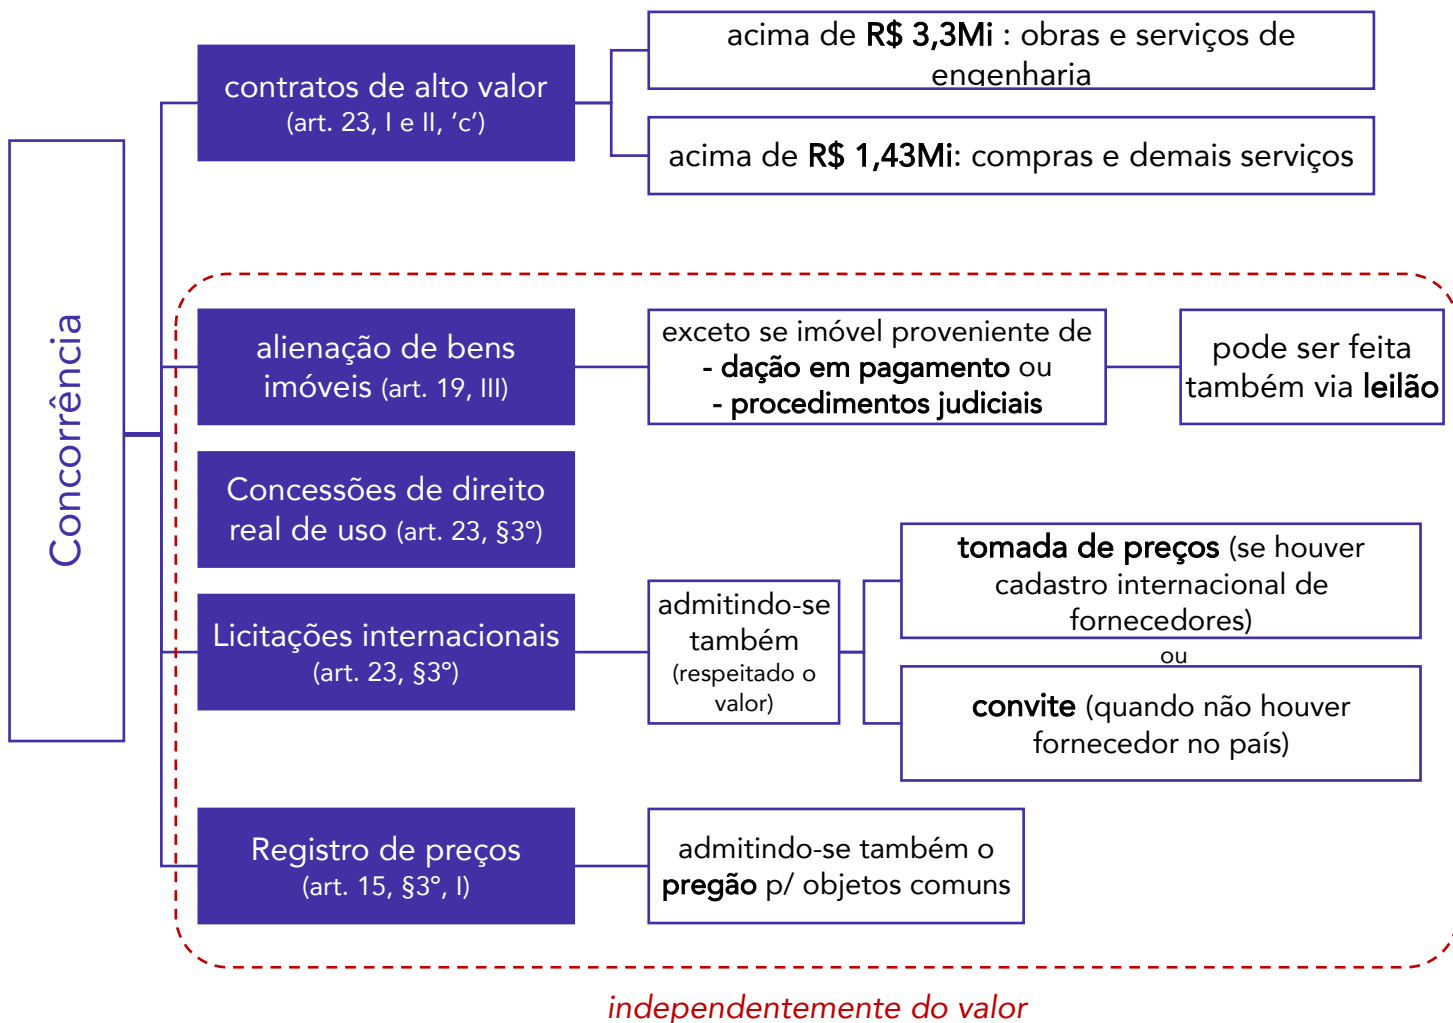 Concorrência
contratos de alto valor
(art. 23, I e II, ‘c’)
acima de R$ 3,3Mi : obras e serviços de
engenharia
acima de R$ 1,43Mi: compras e demais serviços
alienação de bens
imóveis (art. 19, III)
exceto se imóvel proveniente de
- dação em pagamento ou
- procedimentos judiciais
pode ser feita
também via leilão
Concessões de direito
real de uso (art. 23, §3º)
Licitações internacionais
(art. 23, §3º)
admitindo-se
também
(respeitado o
valor)
tomada de preços (se houver
cadastro internacional de
fornecedores)
ou
convite (quando não houver
fornecedor no país)
Registro de preços
(art. 15, §3º, I)
admitindo-se também o
pregão p/ objetos comuns
independentemente do valor